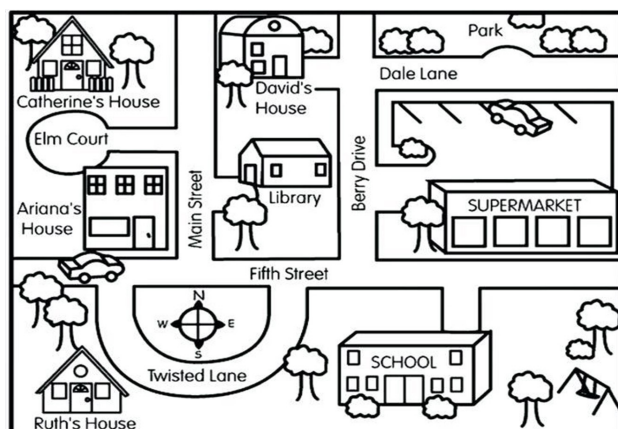 Park
Dale Lane
Catherine's House
David's
House
Elm Court
Main Street
Berry Drive
Library
SUPERMARKET
Ariana's
House
Fifth Street
N
W
E
S
Twisted Lane
SCHOOL
Ruth's House